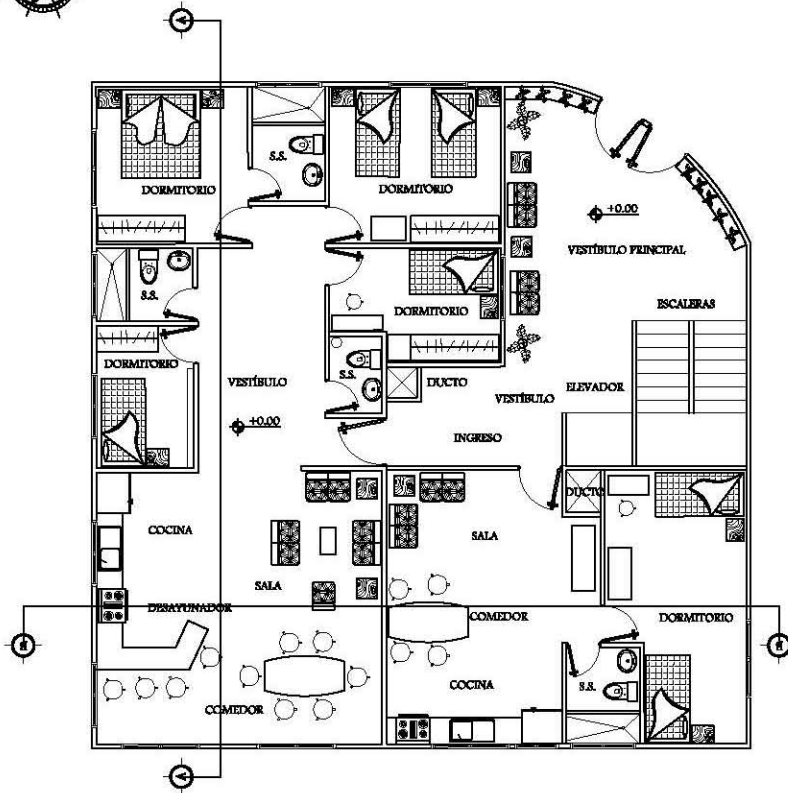 A
S.S.
DORMITORIO
DORMITORIO
+0.00
VESTÍBULO PRINCIPAL
S.S.
DORMITORIO
ESCALERAS
DORMITORIO
S.S.
VESTÍBULO
DUCTO
ELEVADOR
VESTÍBULO
+0.00
INGRESO
DUCTO
COCINA
SALA
SALA
DESAYUNADOR
COMEDOR
DORMITORIO
COCINA
S.S.
COMEDOR
A